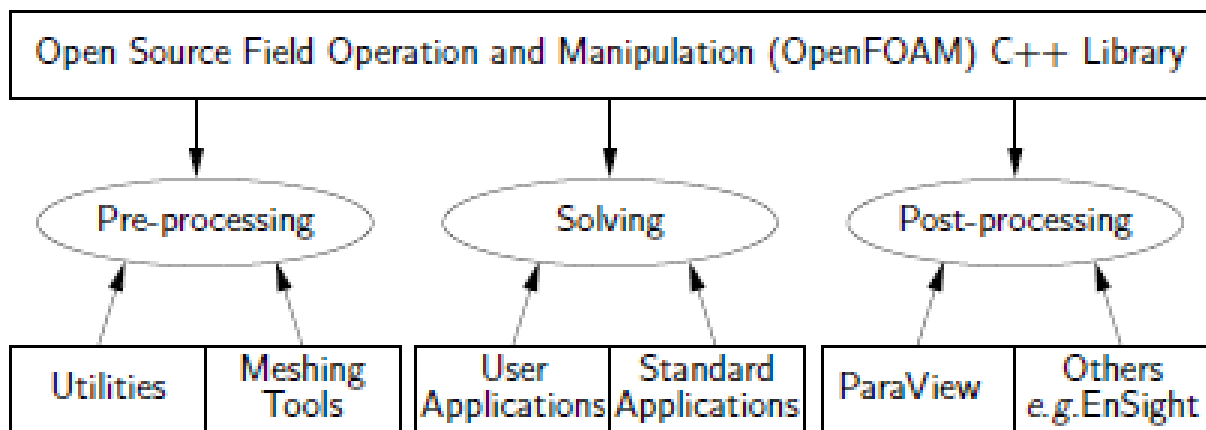 Open Source Field Operation and Manipulation (OpenFOAM) C++ Library
Pre-processing
Solving
Post-processing
Utilities
Meshing
Tools
User
Applications
Standard
Applications
ParaView
Others
e.g.EnSight